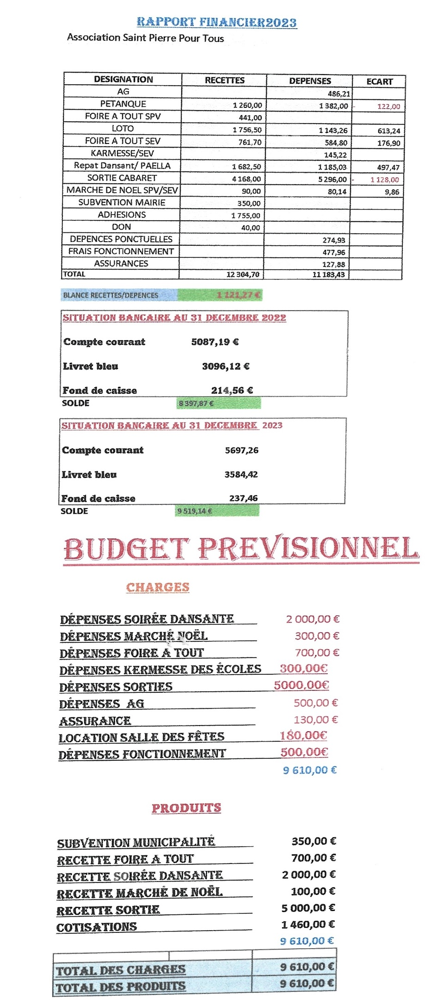 RAPPORT FINANCIER2023
Association Saint Pierre Pour Tous
DESIGNATION RECETTES DEPENSES ECART
AG 486,21
PETANQUE 1 260,00 1 382,00 - 122,00
FOIRE A TOUT SPV 441,00
LOTO 1 756,50 1 143,26 613,24
FOIRE A TOUT SEV 761,70 584,80 176,90
KARMESSE/SEV 145,22
Repat Dansant/ PAELLA 1 682,50 1 185,03 497,47
SORTIE CABARET 4 168,00 5 296,00 - 1 128,00
MARCHE DE NOEL SPV/SEV 90,00 80,14 9,86
SUBVENTION MAIRIE 350,00
ADHESIONS 1 755,00
DON 40,00
DEPENCES PONCTUELLES 274,93
FRAIS FONCTIONNEMENT 477,96
ASSURANCES 127,88
TOTAL 12 304,70 11 183,43
BLANCE RECETTES/DEPENCES 1 121,27 €
SITUATION BANCAIRE AU 31 DECEMBRE 2022
Compte courant 5087,19 €
Livret bleu 3096,12 €
Fond de caisse 214,56 €
SOLDE 8 397,87 €
SITUATION BANCAIRE AU 31 DECEMBRE 2023
Compte courant 5697,26
Livret bleu 3584,42
Fond de caisse 237,46
SOLDE 9 519,14 €
BUDGET PREVISIONNEL
CHARGES
DÉPENSES SOIRÉE DANSANTE 2 000,00 €
DÉPENSES MARCHÉ NOËL 300,00 €
DÉPENSES FOIRE A TOUT 700,00 €
DÉPENSES KERMESSE DES ÉCOLES 300,00€
DÉPENSES SORTIES 5000,00€
DÉPENSES AG 500,00 €
ASSURANCE 130,00 €
LOCATION SALLE DES FÊTES 180,00€
DÉPENSES FONCTIONNEMENT 500,00€
9 610,00 €
PRODUITS
SUBVENTION MUNICIPALITÉ 350,00 €
RECETTE FOIRE A TOUT 700,00 €
RECETTE SOIRÉE DANSANTE 2 000,00 €
RECETTE MARCHÉ DE NOËL 100,00 €
RECETTE SORTIE 5 000,00 €
COTISATIONS 1 460,00 €
9 610,00 €
TOTAL DES CHARGES 9 610,00 €
TOTAL DES PRODUITS 9 610,00 €